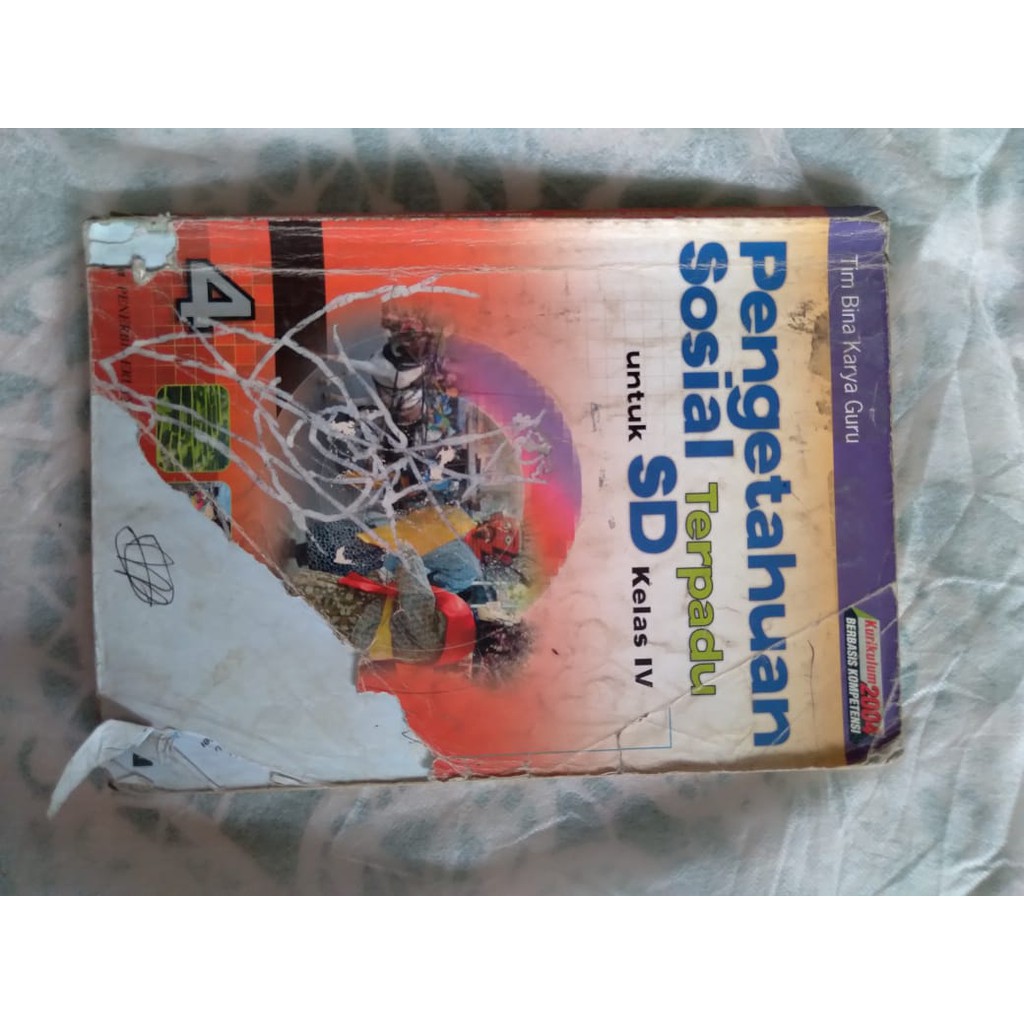 Tim Bina Karya Guru
Kurikulum 2004
BERBASIS KOMPETENSI
Pengetahuan
Sosial Terpadu
untuk SD Kelas IV
4